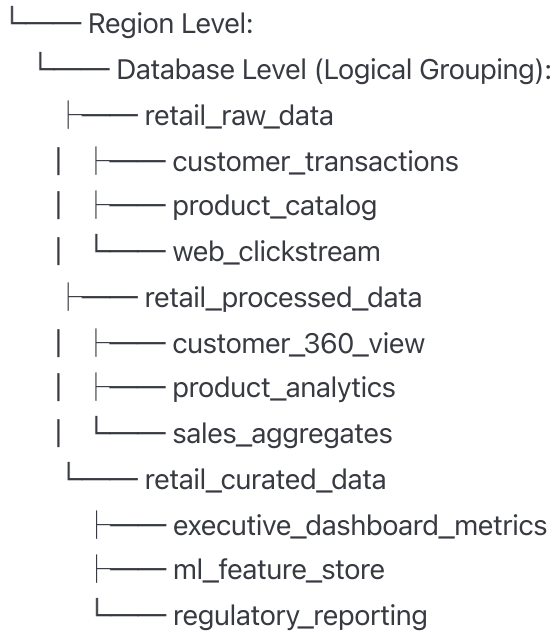 └─── Region Level:
└─── Database Level (Logical Grouping):
├─── retail_raw_data
│ ├─── customer_transactions
│ ├─── product_catalog
│ └─── web_clickstream
├─── retail_processed_data
│ ├─── customer_360_view
│ ├─── product_analytics
│ └─── sales_aggregates
└─── retail_curated_data
├─── executive_dashboard_metrics
├─── ml_feature_store
└─── regulatory_reporting